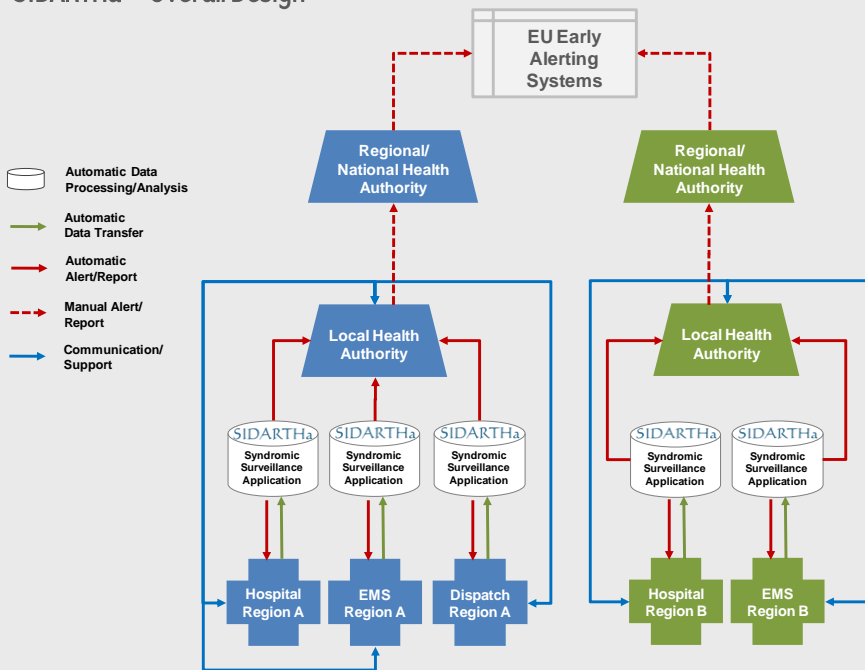 SIDARTHa – Overall Design
EU Early
Alerting
Systems
Regional/
National Health
Authority
Regional/
National Health
Authority
Automatic Data
Processing/Analysis
Automatic
Data Transfer
Automatic
Alert/Report
Manual Alert/
Report
Communication/
Support
Local Health
Authority
Local Health
Authority
SIDARTHa
Syndromic
Surveillance
Application
SIDARTHa
Syndromic
Surveillance
Application
SIDARTHa
Syndromic
Surveillance
Application
SIDARTHa
Syndromic
Surveillance
Application
SIDARTHa
Syndromic
Surveillance
Application
Hospital
Region A
EMS
Region A
Dispatch
Region A
Hospital
Region B
EMS
Region B